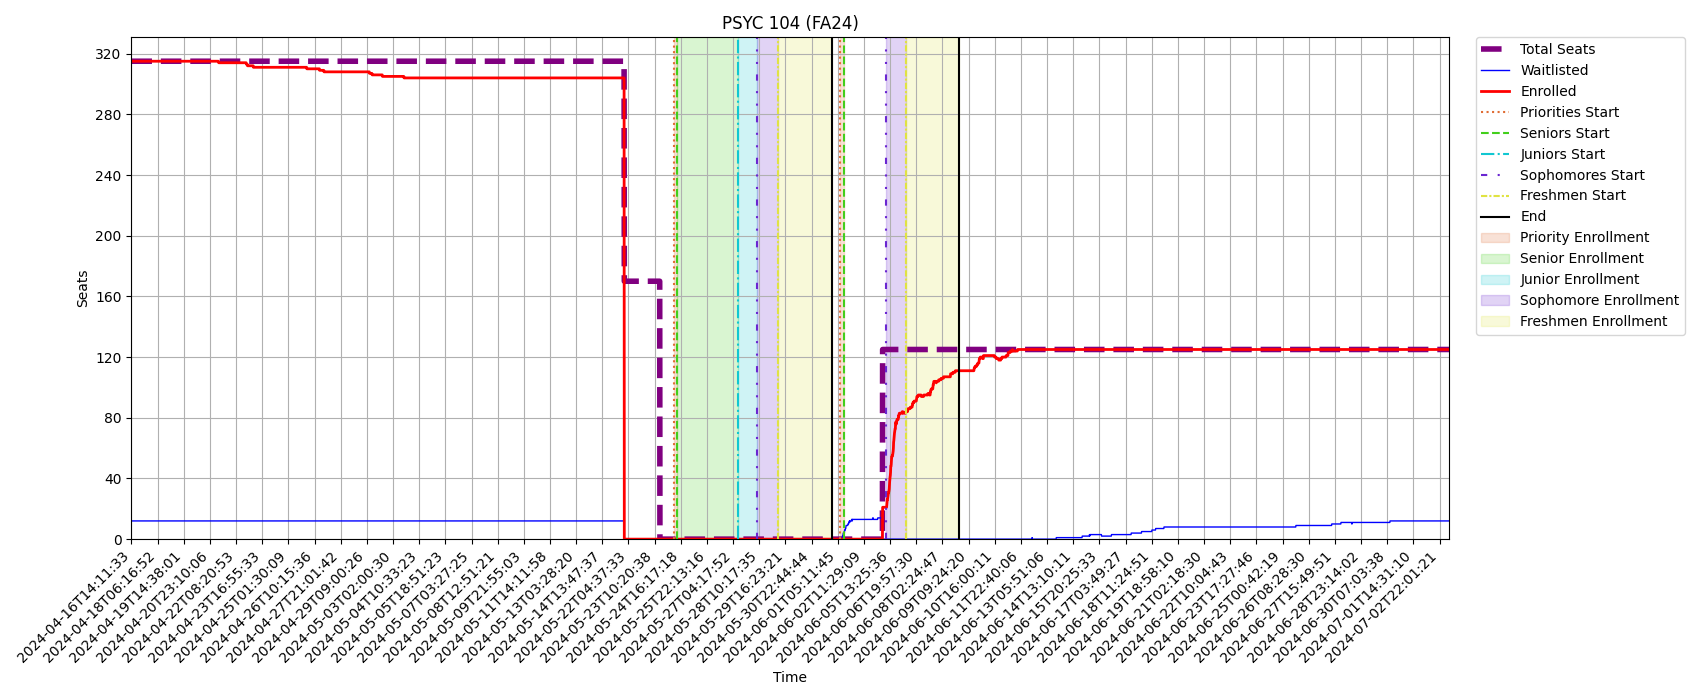 PSYC 104 (FA24)
Seats
320
280
240
200
160
120
80
40
0
2024-04-16T14:11:33
2024-04-18T06:16:52
2024-04-19T14:38:01
2024-04-20T23:10:06
2024-04-22T08:20:53
2024-04-23T16:55:33
2024-04-25T01:30:09
2024-04-26T10:15:36
2024-04-27T21:01:42
2024-04-29T09:00:26
2024-05-03T02:00:30
2024-05-04T10:33:23
2024-05-05T18:51:23
2024-05-07T03:27:25
2024-05-08T12:51:21
2024-05-09T21:55:03
2024-05-11T14:11:58
2024-05-13T03:28:20
2024-05-14T13:47:37
2024-05-22T04:37:33
2024-05-23T10:20:38
2024-05-24T16:17:19
2024-05-25T22:13:16
2024-05-27T04:17:52
2024-05-28T10:17:35
2024-05-29T16:23:21
2024-05-30T22:44:44
2024-06-01T05:11:45
2024-06-02T11:29:09
2024-06-05T13:25:36
2024-06-06T19:57:30
2024-06-08T02:24:47
2024-06-09T09:24:20
2024-06-10T16:00:11
2024-06-11T22:40:06
2024-06-13T05:51:06
2024-06-14T13:10:11
2024-06-15T20:25:33
2024-06-17T03:49:27
2024-06-18T11:24:51
2024-06-19T18:58:10
2024-06-21T02:18:30
2024-06-22T10:04:43
2024-06-23T17:27:46
2024-06-25T00:42:19
2024-06-26T08:28:30
2024-06-27T15:49:51
2024-06-28T23:14:02
2024-06-30T07:03:38
2024-07-01T14:31:10
2024-07-02T22:01:21
Time
Total Seats
Waitlisted
Enrolled
Priorities Start
Seniors Start
Juniors Start
Sophomores Start
Freshmen Start
End
Priority Enrollment
Senior Enrollment
Junior Enrollment
Sophomore Enrollment
Freshmen Enrollment